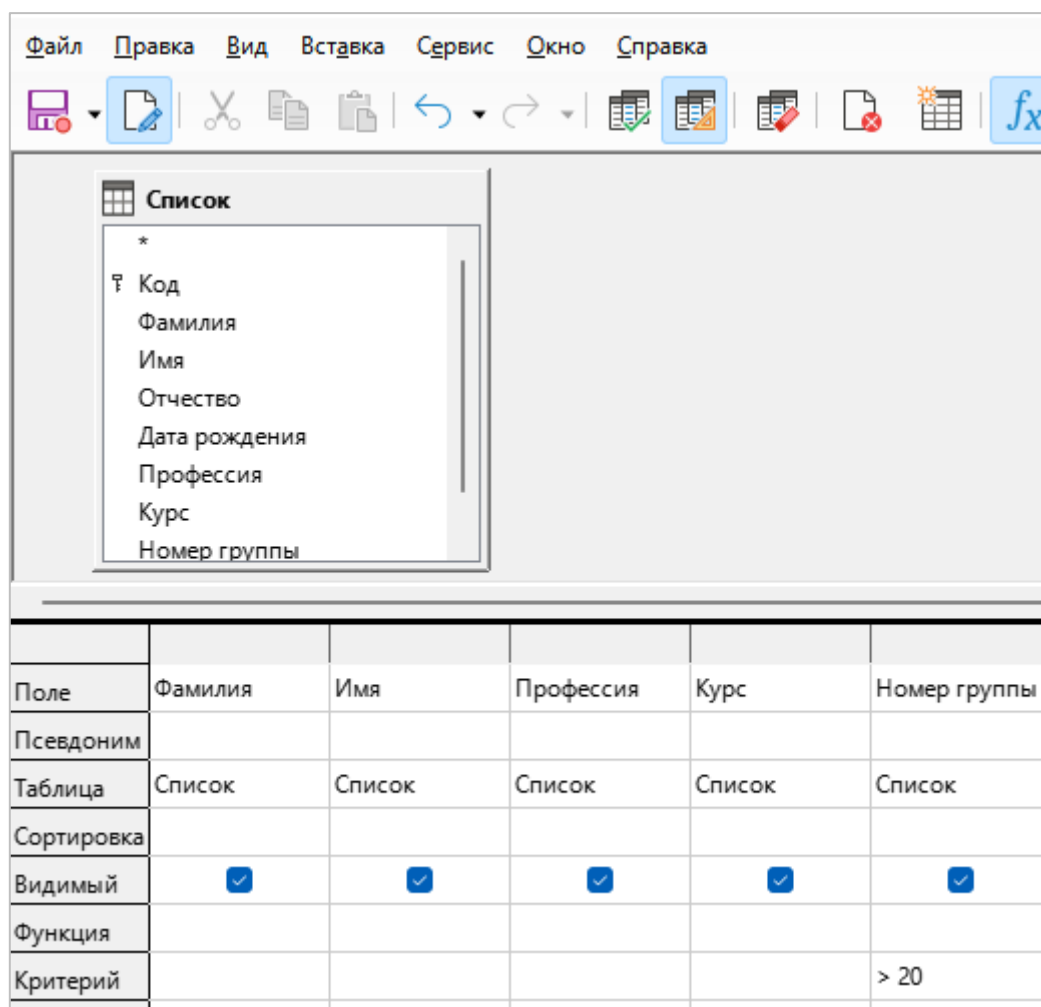 Файл Правка Вид Вставка Сервис Окно Справка
fx
Список
*
Код
Фамилия
Имя
Отчество
Дата рождения
Профессия
Курс
Номер группы
Поле Фамилия Имя Профессия Курс Номер группы
Псевдоним
Таблица Список Список Список Список Список
Сортировка
Видимый
Функция
Критерий > 20